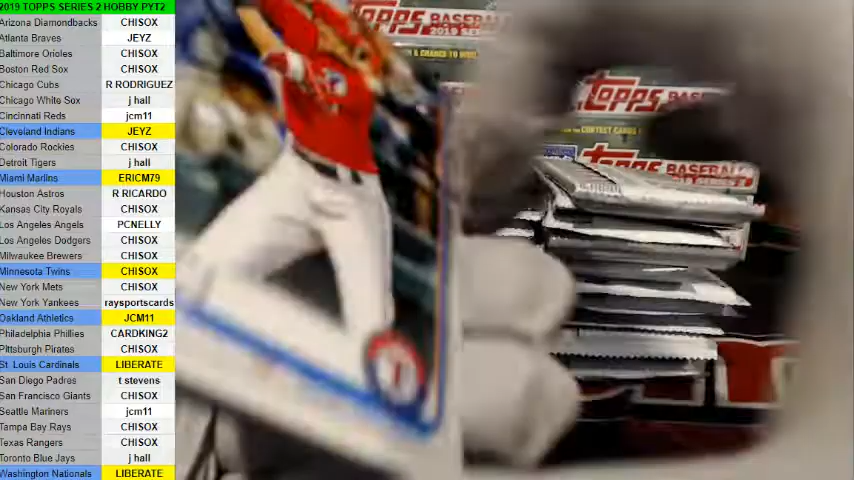 2019 TOPPS SERIES 2 HOBBY PYT2
Arizona Diamondbacks CHISOX
Atlanta Braves JEYZ
Baltimore Orioles CHISOX
Boston Red Sox CHISOX
Chicago Cubs R RODRIGUEZ
Chicago White Sox j hall
Cincinnati Reds jcm11
Cleveland Indians JEYZ
Colorado Rockies CHISOX
Detroit Tigers j hall
Miami Marlins ERICM79
Houston Astros R RICARDO
Kansas City Royals CHISOX
Los Angeles Angels PCNELLY
Los Angeles Dodgers CHISOX
Milwaukee Brewers CHISOX
Minnesota Twins CHISOX
New York Mets CHISOX
New York Yankees raysportscards
Oakland Athletics JCM11
Philadelphia Phillies CARDKING2
Pittsburgh Pirates CHISOX
St. Louis Cardinals LIBERATE
San Diego Padres t stevens
San Francisco Giants CHISOX
Seattle Mariners jcm11
Tampa Bay Rays CHISOX
Texas Rangers CHISOX
Toronto Blue Jays j hall
Washington Nationals LIBERATE
TOPPS BASEBALL
2019 SERIES
TOPPS
TOPPS BASEBALL